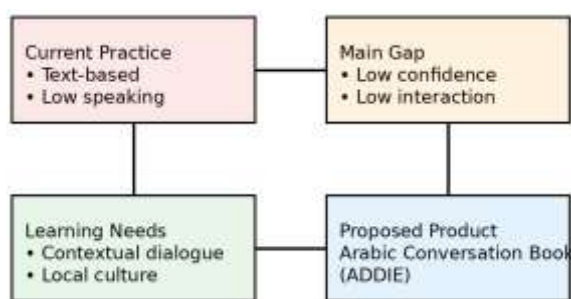 Current Practice
• Text-based
• Low speaking
Main Gap
• Low confidence
• Low interaction
Learning Needs
• Contextual dialogue
• Local culture
Proposed Product
Arabic Conversation Book
(ADDIE)